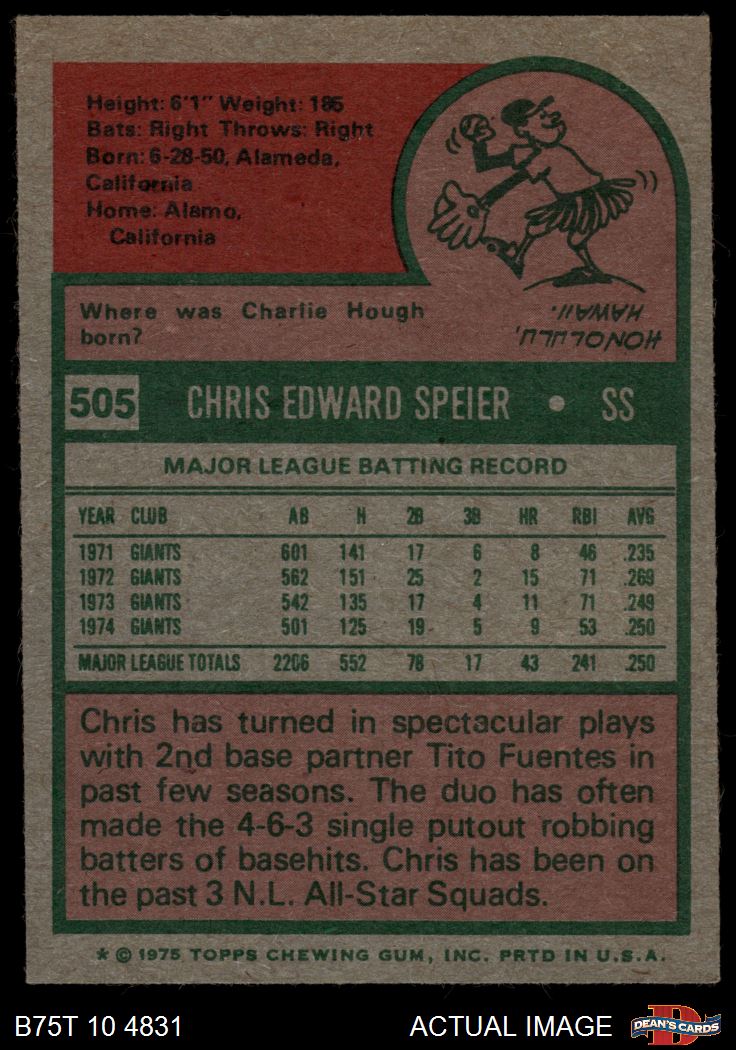 Height: 6'1" Weight: 185
Bats: Right Throws: Right
Born: 6-28-50, Alameda,
California
Home: Alamo,
California
Where was Charlie Hough
born?
HONOLULU,
HAWAII.
505 CHRIS EDWARD SPEIER • SS
MAJOR LEAGUE BATTING RECORD
YEAR CLUB AB H 2B 3B HR RBI AVG
1971 GIANTS 601 141 17 6 8 46 .235
1972 GIANTS 562 151 25 2 15 71 .269
1973 GIANTS 542 135 17 4 11 71 .249
1974 GIANTS 501 125 19 5 9 53 .250
MAJOR LEAGUE TOTALS 2206 552 78 17 43 241 .250
Chris has turned in spectacular plays
with 2nd base partner Tito Fuentes in
past few seasons. The duo has often
made the 4-6-3 single putout robbing
batters of basehits. Chris has been on
the past 3 N.L. All-Star Squads.
* © 1975 TOPPS CHEWING GUM, INC. PRTD IN U.S.A.
B75T 10 4831 ACTUAL IMAGE DEAN'S CARDS